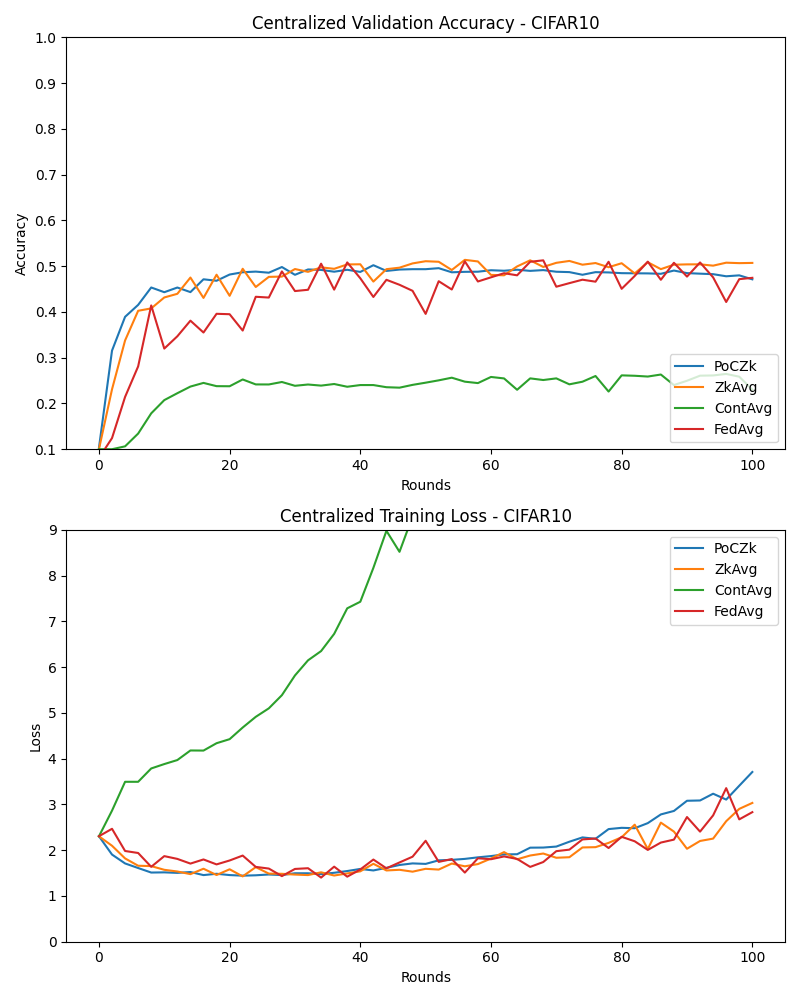 Centralized Validation Accuracy - CIFAR10
1.0
0.9
0.8
0.7
0.6
0.5
0.4
0.3
0.2
0.1
Accuracy
PoCZk
ZkAvg
ContAvg
FedAvg
0 20 40 60 80 100
Rounds
Centralized Training Loss - CIFAR10
9
8
7
6
5
4
3
2
1
0
Loss
PoCZk
ZkAvg
ContAvg
FedAvg
0 20 40 60 80 100
Rounds